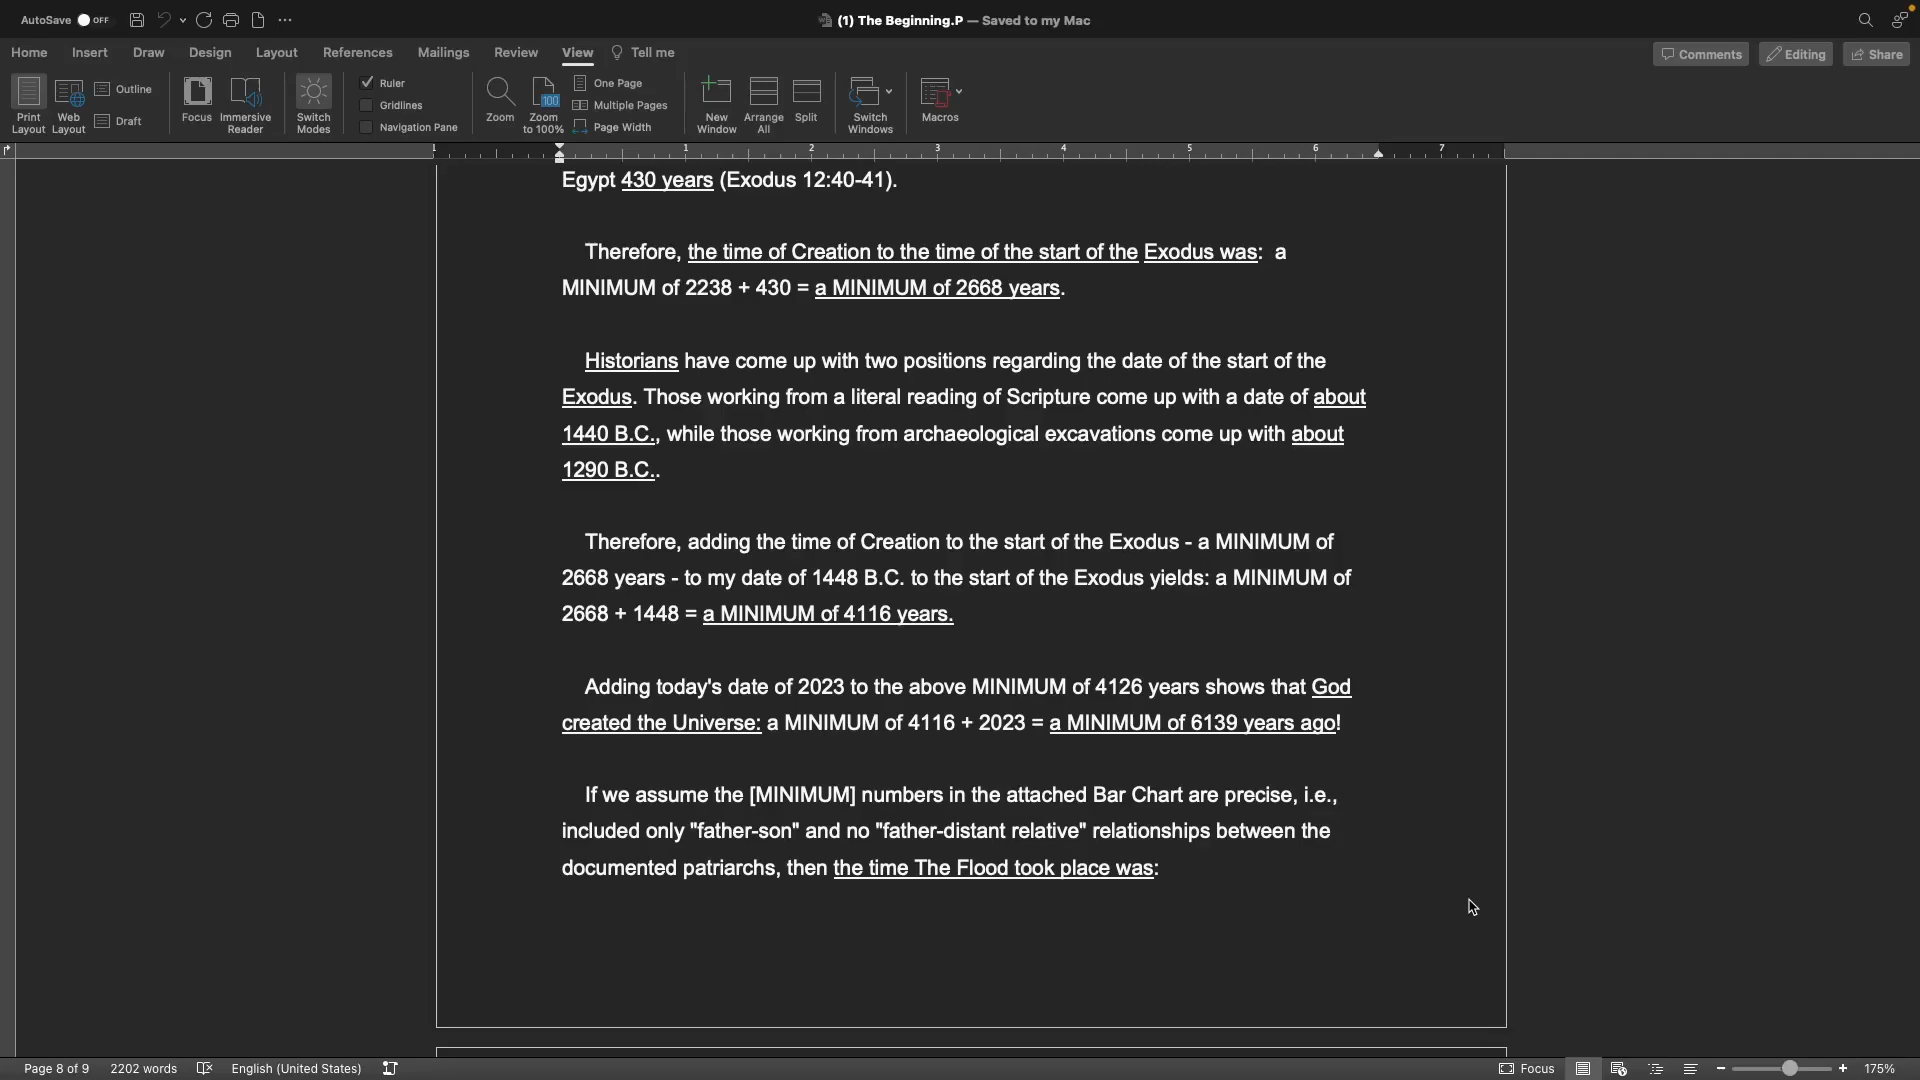 AutoSave OFF
(1) The Beginning.P — Saved to my Mac
Home Insert Draw Design Layout References Mailings Review View Tell me
Comments Editing Share
Print Layout
Web Layout
Outline
Draft
Focus
Immersive Reader
Switch Modes
Ruler
Gridlines
Navigation Pane
Zoom
100
Zoom to 100%
One Page
Multiple Pages
Page Width
New Window
Arrange All
Split
Switch Windows
Macros
1 1 2 3 4 5 6 7
Egypt 430 years (Exodus 12:40-41).
Therefore, the time of Creation to the time of the start of the Exodus was: a
MINIMUM of 2238 + 430 = a MINIMUM of 2668 years.
Historians have come up with two positions regarding the date of the start of the
Exodus. Those working from a literal reading of Scripture come up with a date of about
1440 B.C., while those working from archaeological excavations come up with about
1290 B.C..
Therefore, adding the time of Creation to the start of the Exodus - a MINIMUM of
2668 years - to my date of 1448 B.C. to the start of the Exodus yields: a MINIMUM of
2668 + 1448 = a MINIMUM of 4116 years.
Adding today's date of 2023 to the above MINIMUM of 4126 years shows that God
created the Universe: a MINIMUM of 4116 + 2023 = a MINIMUM of 6139 years ago!
If we assume the [MINIMUM] numbers in the attached Bar Chart are precise, i.e.,
included only "father-son" and no "father-distant relative" relationships between the
documented patriarchs, then the time The Flood took place was:
Page 8 of 9 2202 words English (United States) Focus 175%